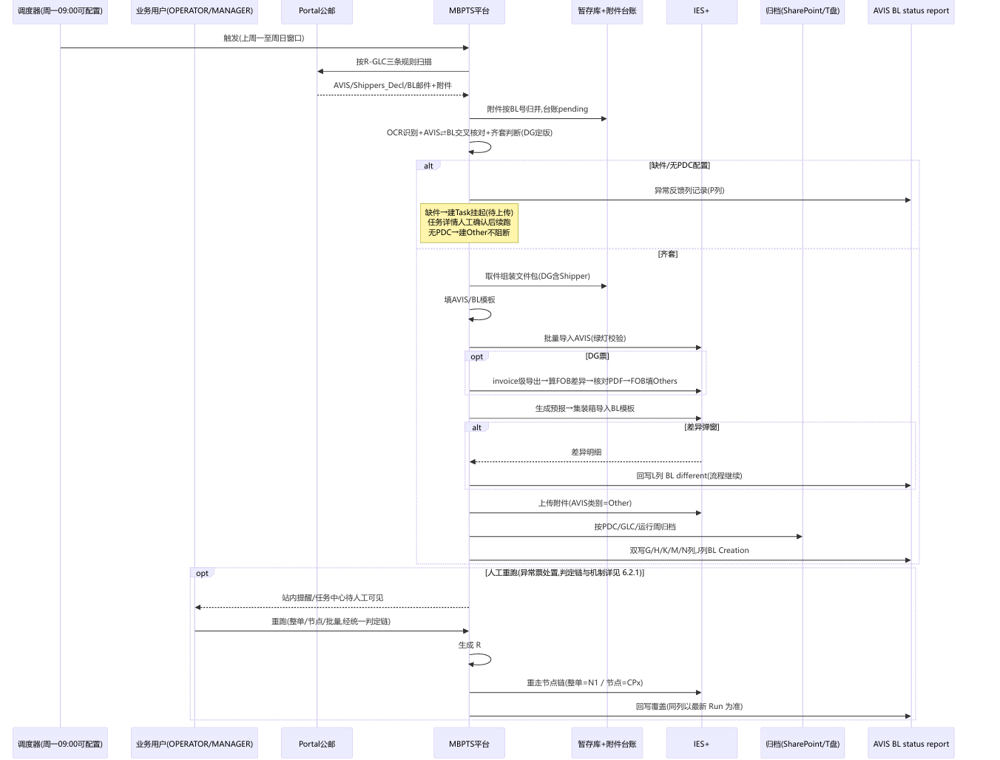 调度器(周一09:00可配置)
业务用户(OPERATOR/MANAGER)
Portal公邮
MBPTS平台
暂存库+附件台账
IES+
归档(SharePoint/T盘)
AVIS BL status report
触发(上周一至周日窗口)
按R-GLC三条规则扫描
AVIS/Shippers_Decl/BL邮件+附件
附件按BL号归并,台账pending
OCR识别+AVIS⇄BL交叉核对+齐套判断(DG定版)
alt
[缺件/无PDC配置]
异常反馈列记录(P列)
缺件→建Task挂起(待上传)
任务详情人工确认后续跑
无PDC→建Other不阻断
[齐套]
取件组装文件包(DG含Shipper)
填AVIS/BL模板
批量导入AVIS(绿灯校验)
opt
[DG票]
invoice级导出→算FOB差异→核对PDF→FOB填Others
生成预报→集装箱导入BL模板
alt
[差异弹窗]
差异明细
回写L列 BL different(流程继续)
上传附件(AVIS类别=Other)
按PDC/GLC/运行周归档
双写G/H/K/M/N列,J列BL Creation
opt
[人工重跑(异常票处置,判定链与机制详见 6.2.1)]
站内提醒/任务中心待人工可见
重跑(整单/节点/批量,经统一判定链)
生成 R
重走节点链(整单=N1 / 节点=CPx)
回写覆盖(同列以最新 Run 为准)
调度器(周一09:00可配置)
业务用户(OPERATOR/MANAGER)
Portal公邮
MBPTS平台
暂存库+附件台账
IES+
归档(SharePoint/T盘)
AVIS BL status report